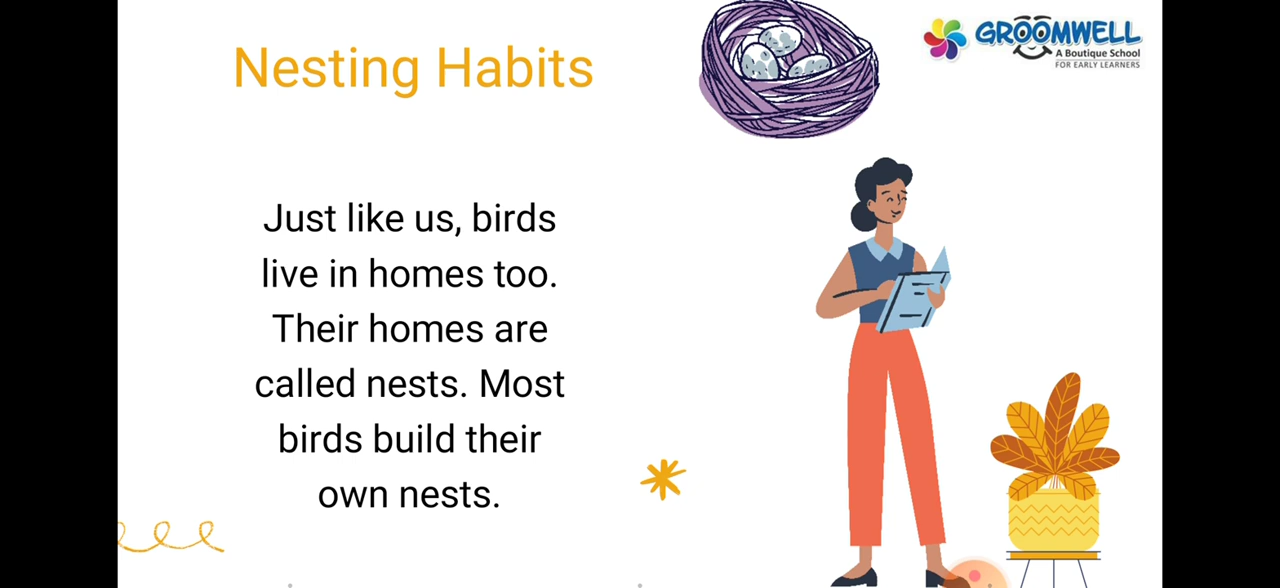 Nesting Habits
GROOMWELL
A Boutique School
FOR EARLY LEARNERS
Just like us, birds
live in homes too.
Their homes are
called nests. Most
birds build their
own nests.